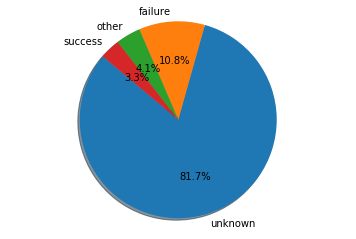 failure
other
success
10.8%
4.1%
3.3%
81.7%
unknown